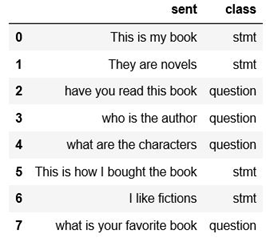 sent class
0 This is my book stmt
1 They are novels stmt
2 have you read this book question
3 who is the author question
4 what are the characters question
5 This is how I bought the book stmt
6 I like fictions stmt
7 what is your favorite book question